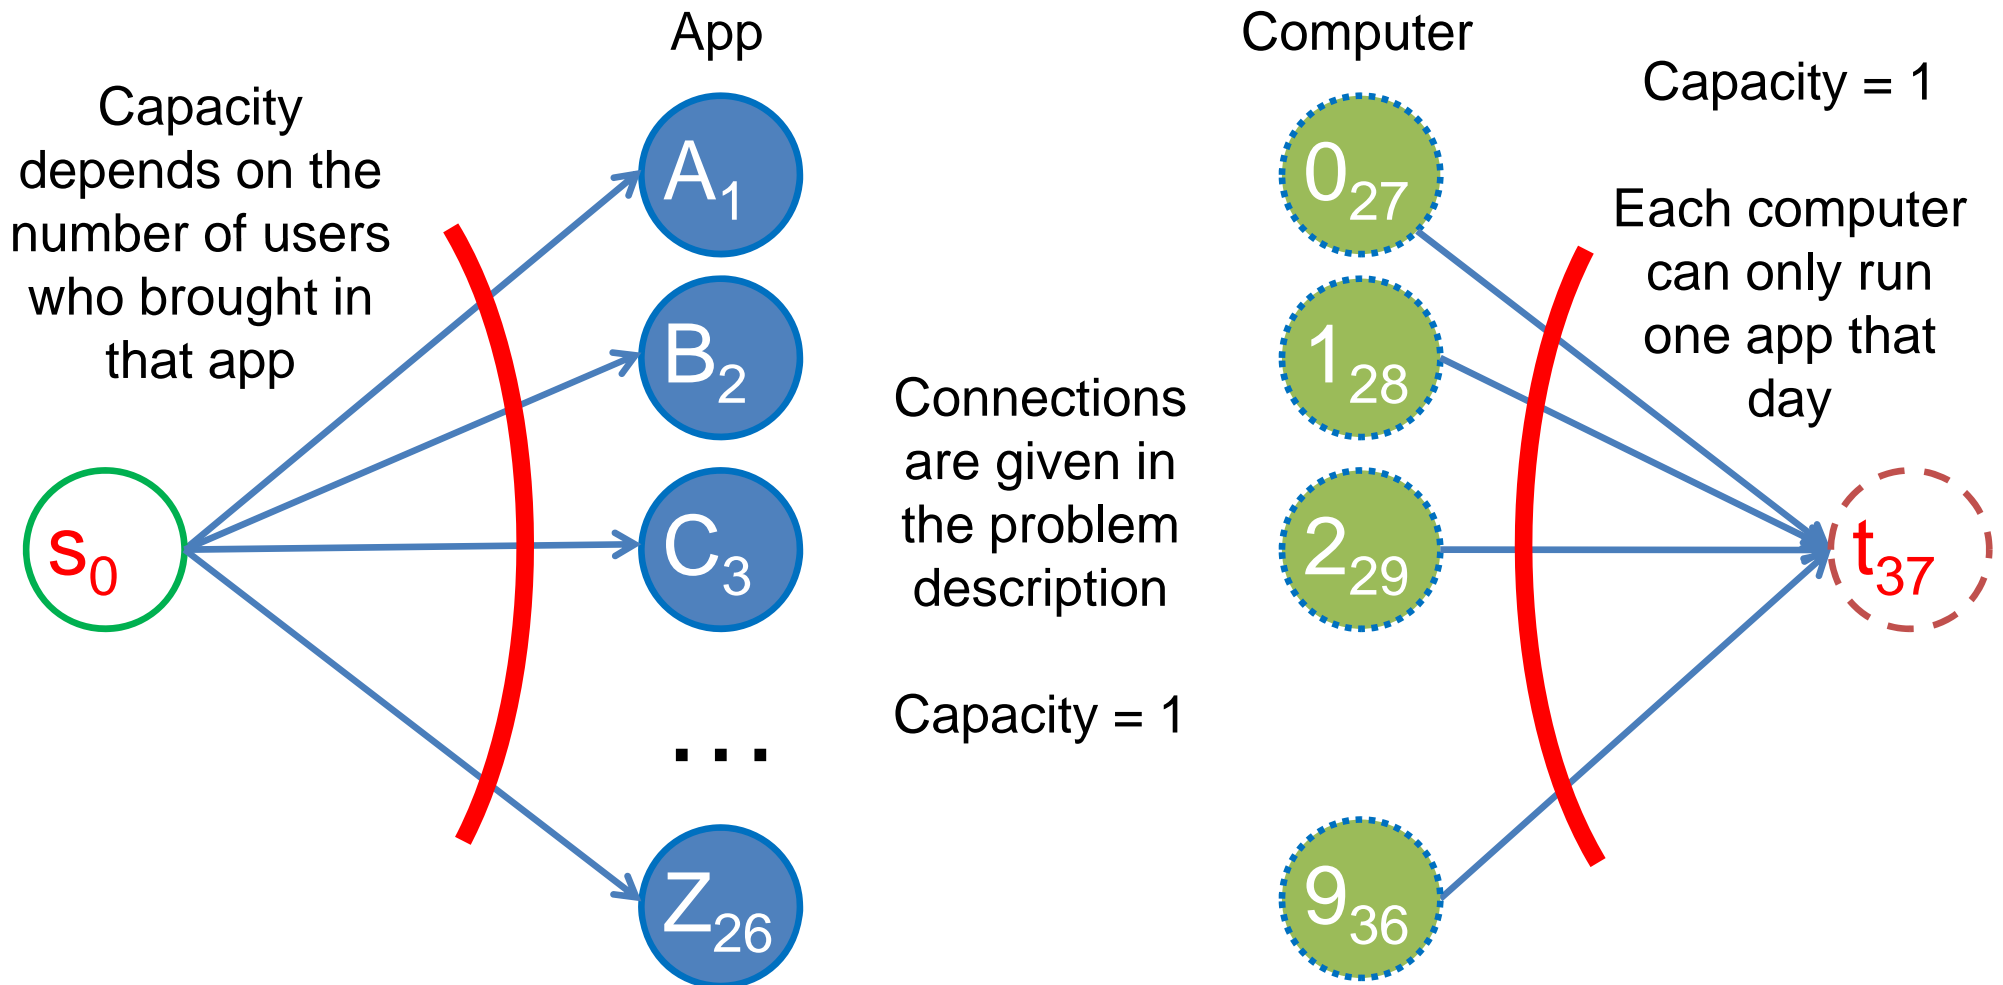 App
Computer
Capacity
depends on the
number of users
who brought in
that app
Capacity = 1
Each computer
can only run
one app that
day
Connections
are given in
the problem
description
Capacity = 1
s0
A1
B2
C3
...
Z26
027
128
229
936
t37